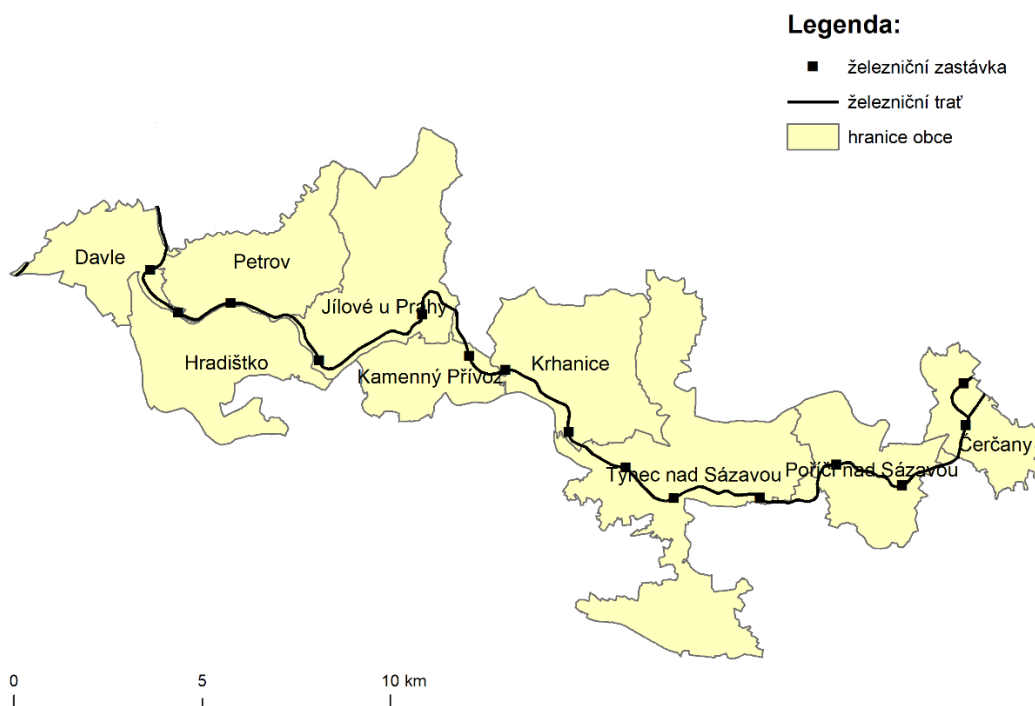 Legenda:
železniční zastávka
železniční trať
hranice obce
Davle
Petrov
Jílové u Prahy
Hradištko
Kamenný Přívoz
Krhanice
Týnec nad Sázavou
Poříčí nad Sázavou
Čerčany
0 5 10 km